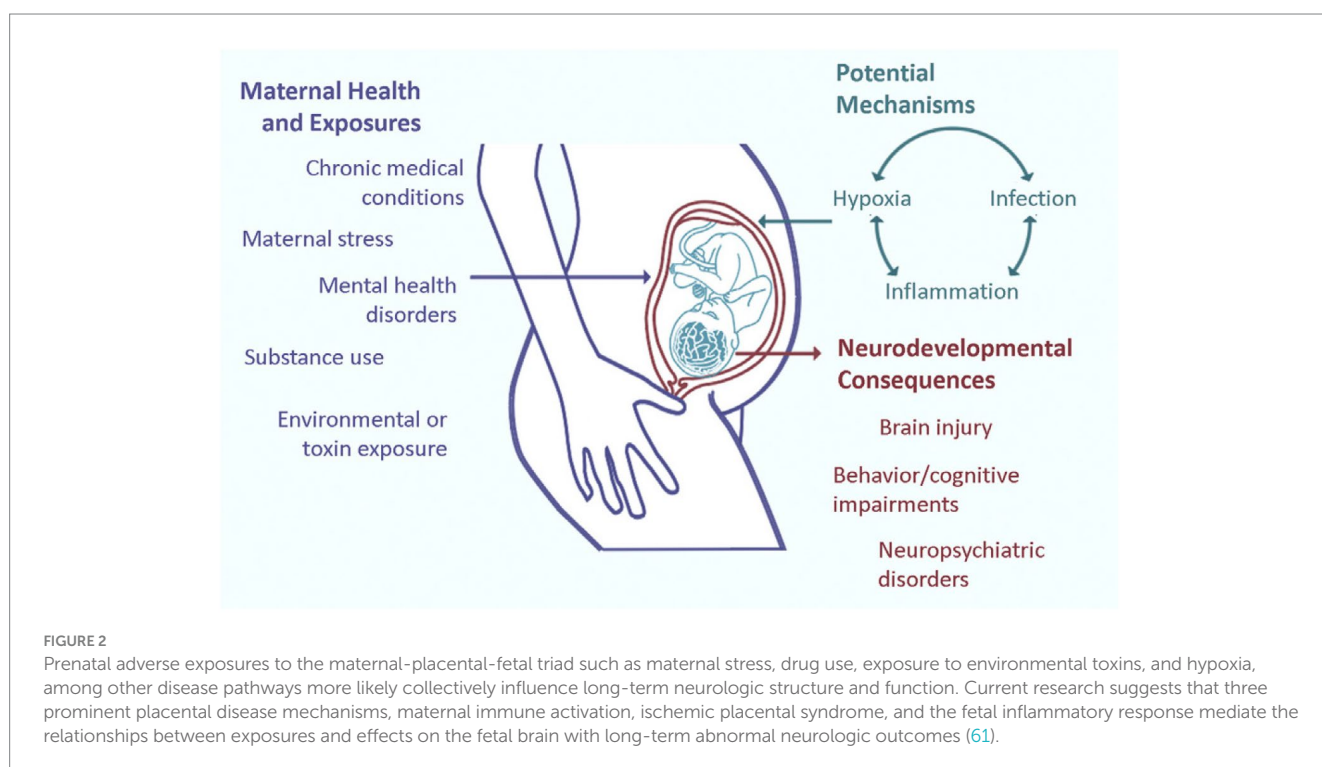 Maternal Health
and Exposures
Chronic medical
conditions
Maternal stress
Mental health
disorders
Substance use
Environmental or
toxin exposure
Potential
Mechanisms
Hypoxia
Infection
Inflammation
Neurodevelopmental
Consequences
Brain injury
Behavior/cognitive
impairments
Neuropsychiatric
disorders
FIGURE 2
Prenatal adverse exposures to the maternal-placental-fetal triad such as maternal stress, drug use, exposure to environmental toxins, and hypoxia,
among other disease pathways more likely collectively influence long-term neurologic structure and function. Current research suggests that three
prominent placental disease mechanisms, maternal immune activation, ischemic placental syndrome, and the fetal inflammatory response mediate the
relationships between exposures and effects on the fetal brain with long-term abnormal neurologic outcomes (61).